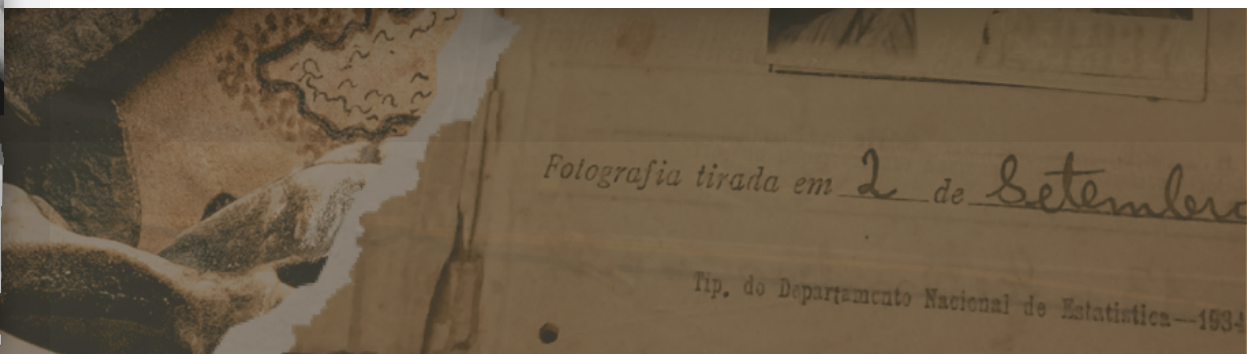 Fotografia tirada em 2 de Setembro
Tip. do Departamento Nacional de Estatistica—1934